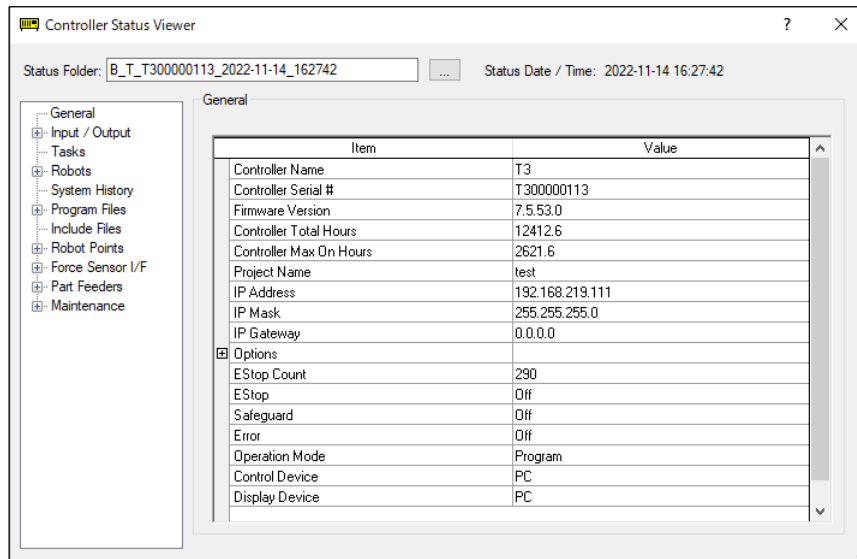 Controller Status Viewer ? ×
Status Folder: B_T_T300000113_2022-11-14_162742 ... Status Date / Time: 2022-11-14 16:27:42
General
Input / Output
Tasks
Robots
System History
Program Files
Include Files
Robot Points
Force Sensor I/F
Part Feeders
Maintenance
General
Item Value
Controller Name T3
Controller Serial # T300000113
Firmware Version 7.5.53.0
Controller Total Hours 12412.6
Controller Max On Hours 2621.6
Project Name test
IP Address 192.168.219.111
IP Mask 255.255.255.0
IP Gateway 0.0.0.0
Options
EStop Count 290
EStop Off
Safeguard Off
Error Off
Operation Mode Program
Control Device PC
Display Device PC